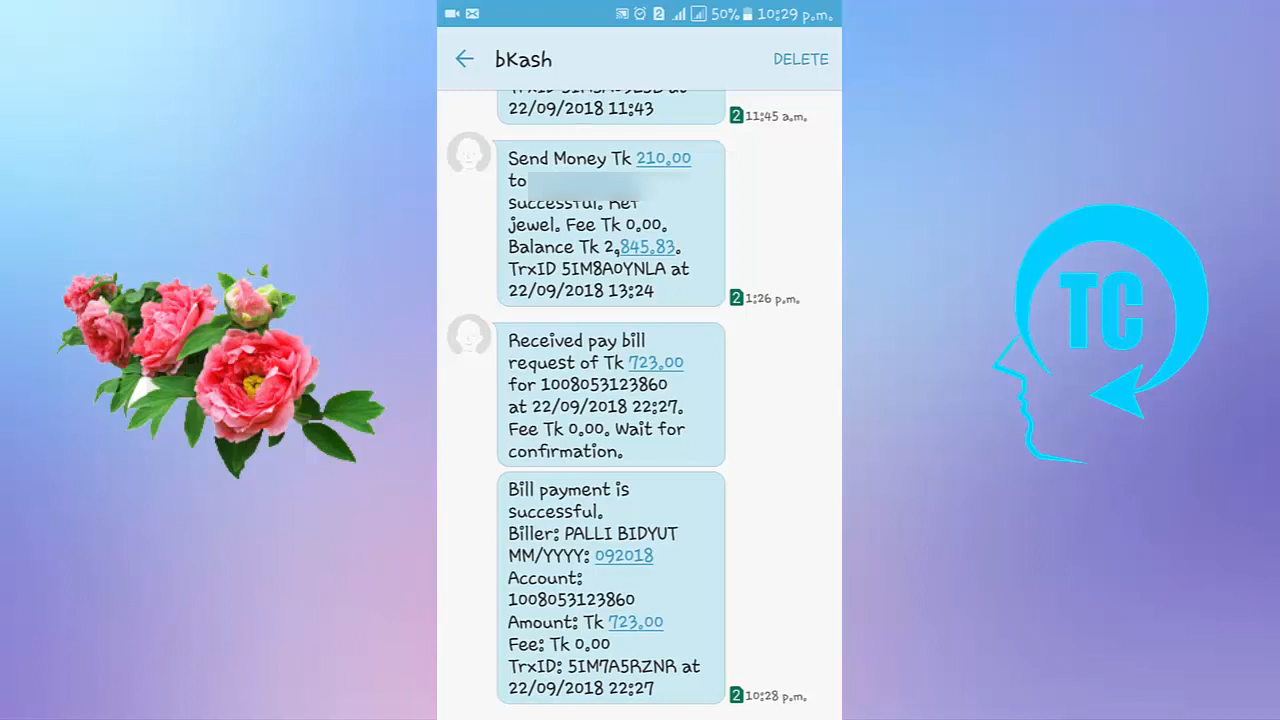 50% 10:29 p.m.
bKash
DELETE
22/09/2018 11:43
11:45 a.m.
Send Money Tk 210.00
to
successful. Ref
jewel. Fee Tk 0.00.
Balance Tk 2,845.83.
TrxID 5IM8A0YNLA at
22/09/2018 13:24
2 1:26 p.m.
Received pay bill
request of Tk 723.00
for 1008053123860
at 22/09/2018 22:27.
Fee Tk 0.00. Wait for
confirmation.
Bill payment is
successful.
Biller: PALLI BIDYUT
MM/YYYY: 092018
Account:
1008053123860
Amount: Tk 723.00
Fee: Tk 0.00
TrxID: 5IM7A5RZNR at
22/09/2018 22:27
2 10:28 p.m.
TC